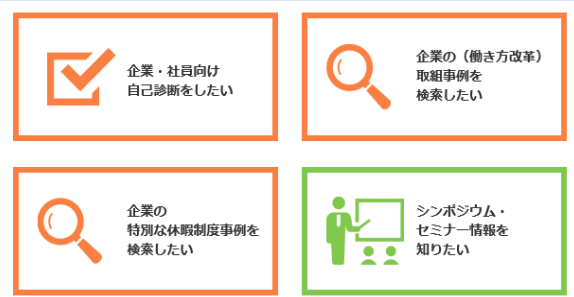 企業・社員向け
自己診断をしたい
企業の（働き方改革）
取組事例を
検索したい
企業の
特別な休暇制度事例を
検索したい
シンポジウム・
セミナー情報を
知りたい